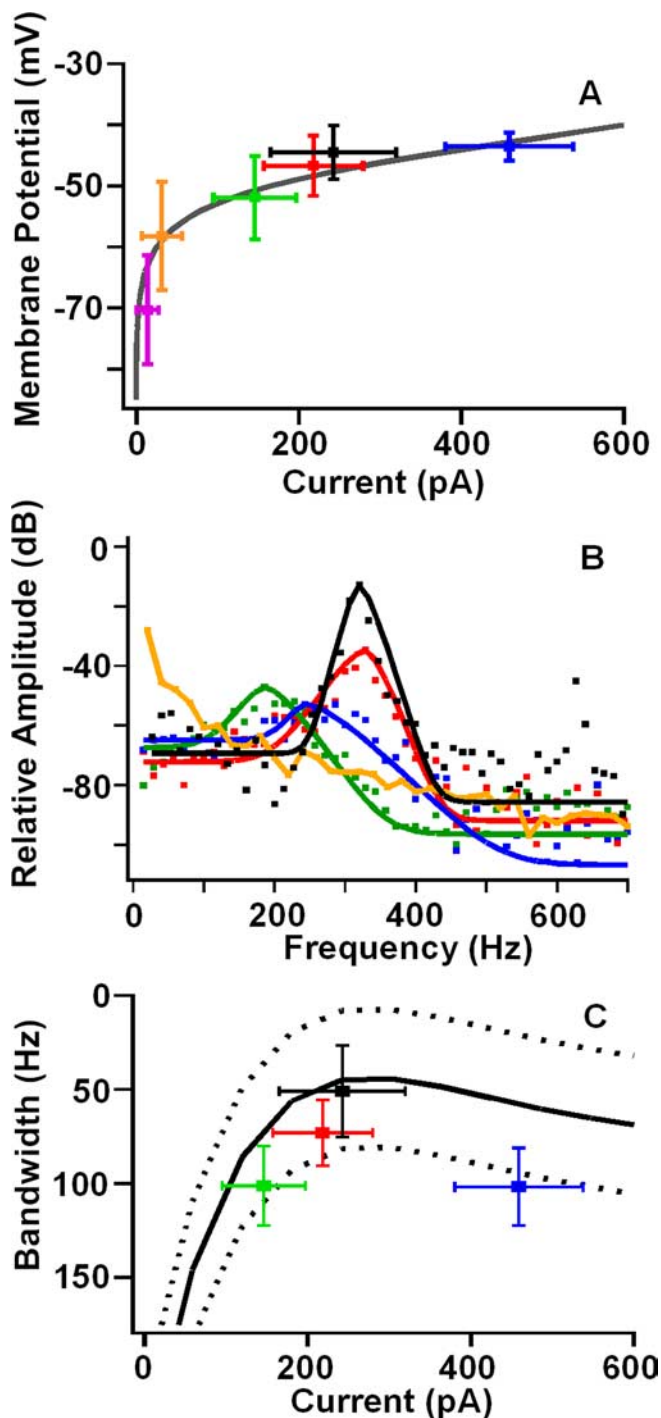 Membrane Potential (mV)
-30
-50
-70
A
0 200 400 600
Current (pA)
Relative Amplitude (dB)
0
-40
-80
B
200 400 600
Frequency (Hz)
Bandwidth (Hz)
0
50
100
150
C
0 200 400 600
Current (pA)